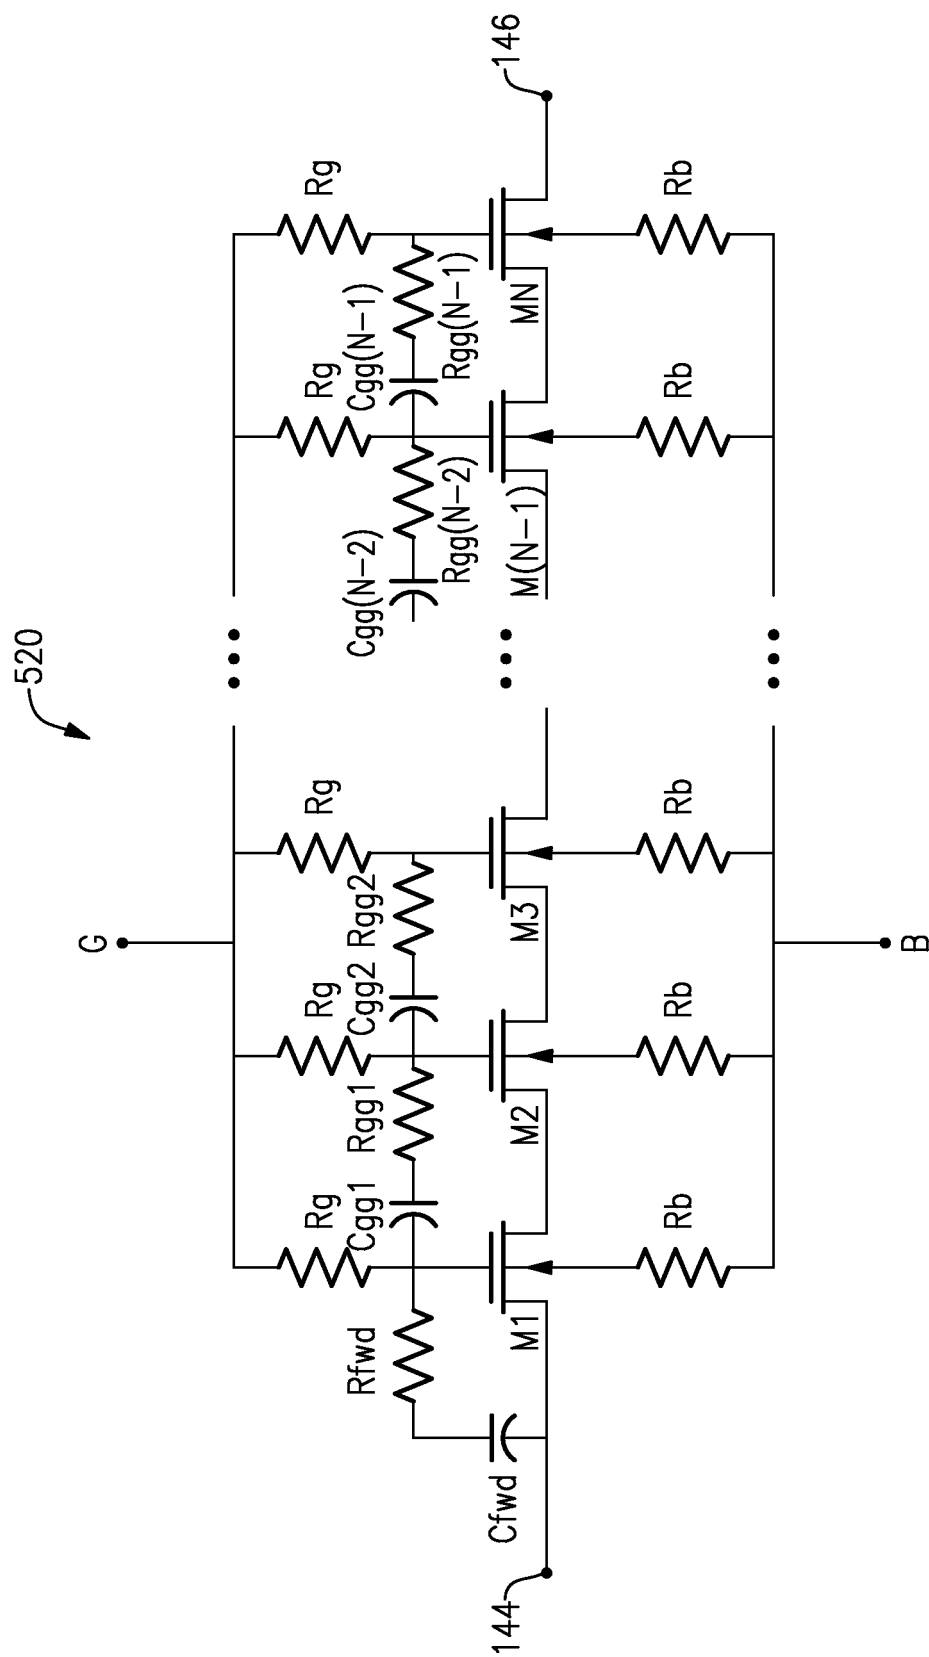 520
G
Rg
Rg
Rg
Rg
Rg
Cgg1
Rgg1
Cgg2
Rgg2
Cgg(N-2)
Rgg(N-2)
Cgg(N-1)
Rgg(N-1)
Rfwd
Cfwd
144
M1
M2
M3
M(N-1)
MN
146
Rb
Rb
Rb
Rb
Rb
B